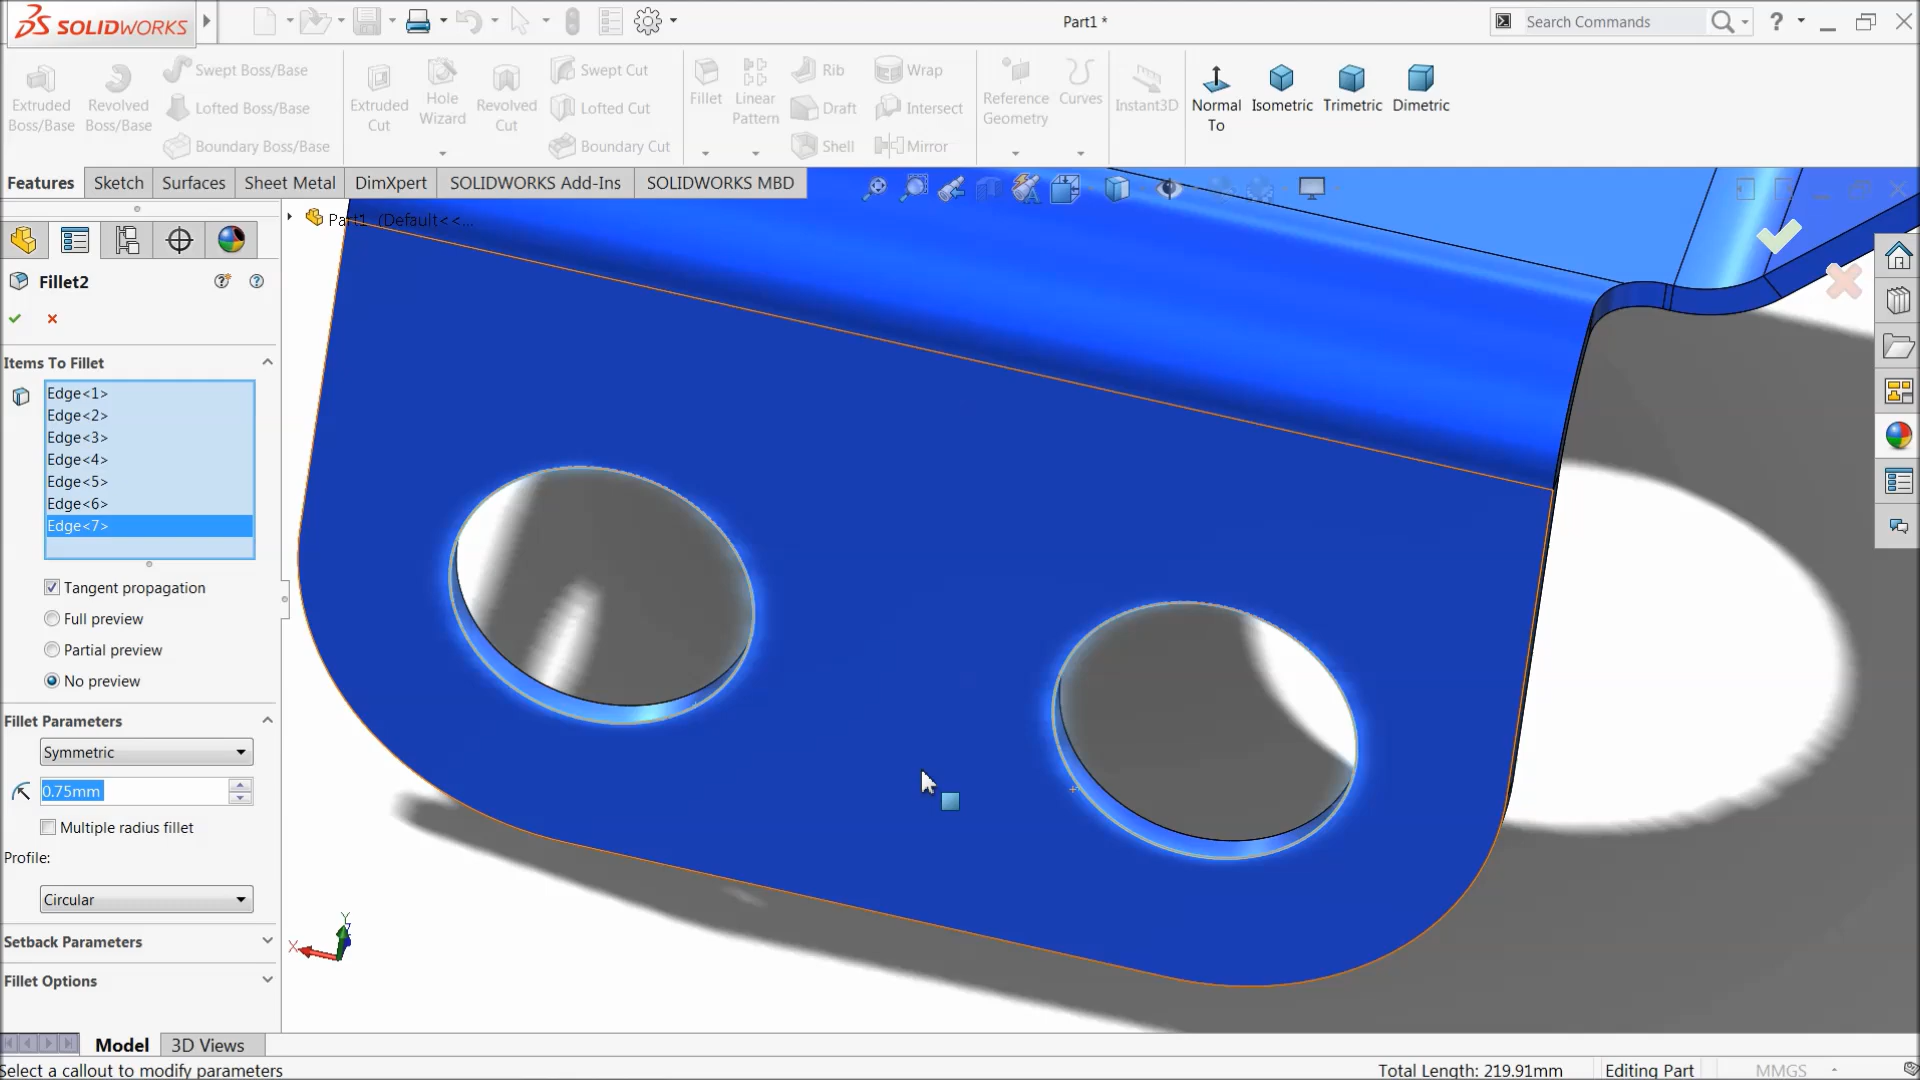 SOLIDWORKS
Part1 *
Search Commands
Extruded Boss/Base
Revolved Boss/Base
Swept Boss/Base
Lofted Boss/Base
Boundary Boss/Base
Extruded Cut
Hole Wizard
Revolved Cut
Swept Cut
Lofted Cut
Boundary Cut
Fillet
Linear Pattern
Rib
Draft
Shell
Wrap
Intersect
Mirror
Reference Geometry
Curves
Instant3D
Normal To
Isometric
Trimetric
Dimetric
Features
Sketch
Surfaces
Sheet Metal
DimXpert
SOLIDWORKS Add-Ins
SOLIDWORKS MBD
Part1 (Default<<...
Fillet2
Items To Fillet
Edge<1>
Edge<2>
Edge<3>
Edge<4>
Edge<5>
Edge<6>
Edge<7>
Tangent propagation
Full preview
Partial preview
No preview
Fillet Parameters
Symmetric
0.75mm
Multiple radius fillet
Profile:
Circular
Setback Parameters
Fillet Options
Y
X
Model
3D Views
Select a callout to modify parameters
Total Length: 219.91mm
Editing Part
MMGS